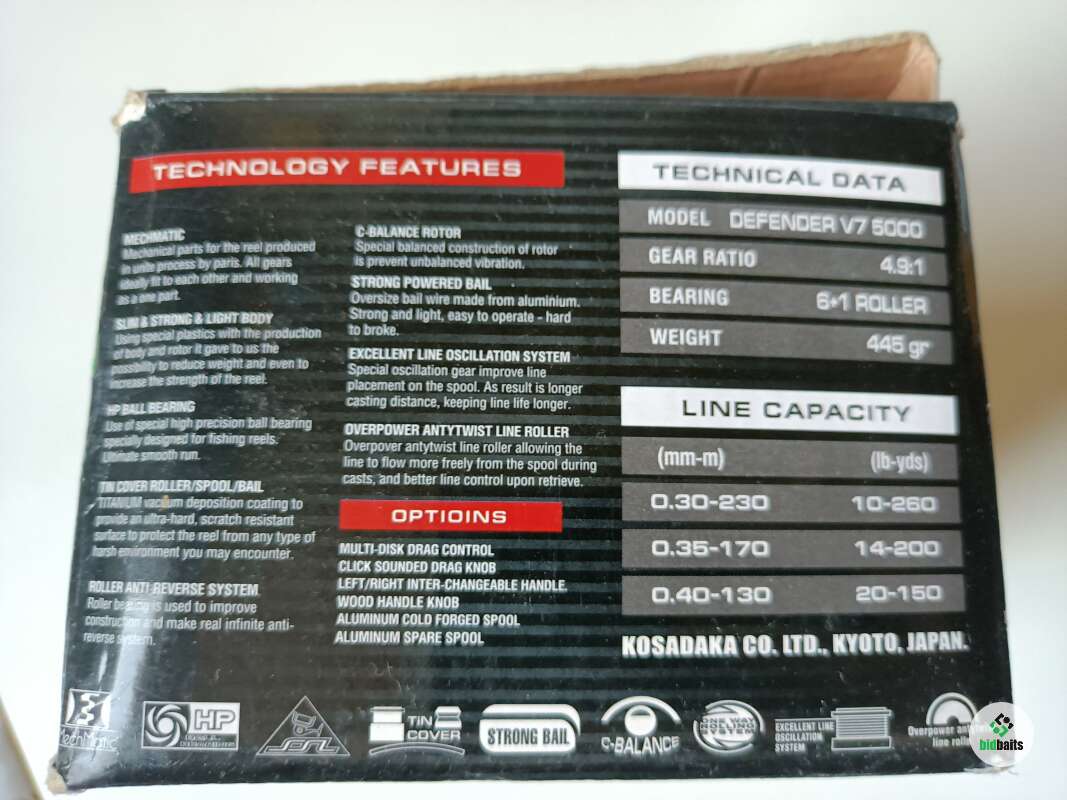 TECHNOLOGY FEATURES
MECHMATIC
Mechanical parts for the reel produced
in unite process by paris. All gears
ideally fit to each other and working
as a one part.
SLIM & STRONG & LIGHT BODY
Using special plastics with the production
of body and rotor it gave to us the
possibility to reduce weight and even to
increase the strength of the reel.
HP BALL BEARING
Use of special high precision ball bearing
specially designed for fishing reels.
Ultimate smooth run.
TIN COVER ROLLER/SPOOL/BAIL
TITANIUM vacuum deposition coating to
provide an ultra-hard, scratch resistant
surface to protect the reel from any type of
harsh environment you may encounter.
ROLLER ANTI-REVERSE SYSTEM
Roller bearing is used to improve
construction and make real infinite anti-
reverse system.
C-BALANCE ROTOR
Special balanced construction of rotor
is prevent unbalanced vibration.
STRONG POWERED BAIL
Oversize bail wire made from aluminium.
Strong and light, easy to operate - hard
to broke.
EXCELLENT LINE OSCILLATION SYSTEM
Special oscillation gear improve line
placement on the spool. As result is longer
casting distance, keeping line life longer.
OVERPOWER ANTYTWIST LINE ROLLER
Overpower antytwist line roller allowing the
line to flow more freely from the spool during
casts, and better line control upon retrieve.
OPTIOINS
MULTI-DISK DRAG CONTROL
CLICK SOUNDED DRAG KNOB
LEFT/RIGHT INTER-CHANGEABLE HANDLE
WOOD HANDLE KNOB
ALUMINUM COLD FORGED SPOOL
ALUMINUM SPARE SPOOL
TECHNICAL DATA
MODEL DEFENDER V7 5000
GEAR RATIO 4.9:1
BEARING 6+1 ROLLER
WEIGHT 445 gr
LINE CAPACITY
(mm-m) (lb-yds)
0.30-230 10-260
0.35-170 14-200
0.40-130 20-150
KOSADAKA CO. LTD., KYOTO, JAPAN.
MechMatic
HP
TIN
COVER
STRONG BAIL
C-BALANCE
ONE WAY
ROLLING
SYSTEM
EXCELLENT LINE
OSCILLATION
SYSTEM
Overpower
line
bidbaits